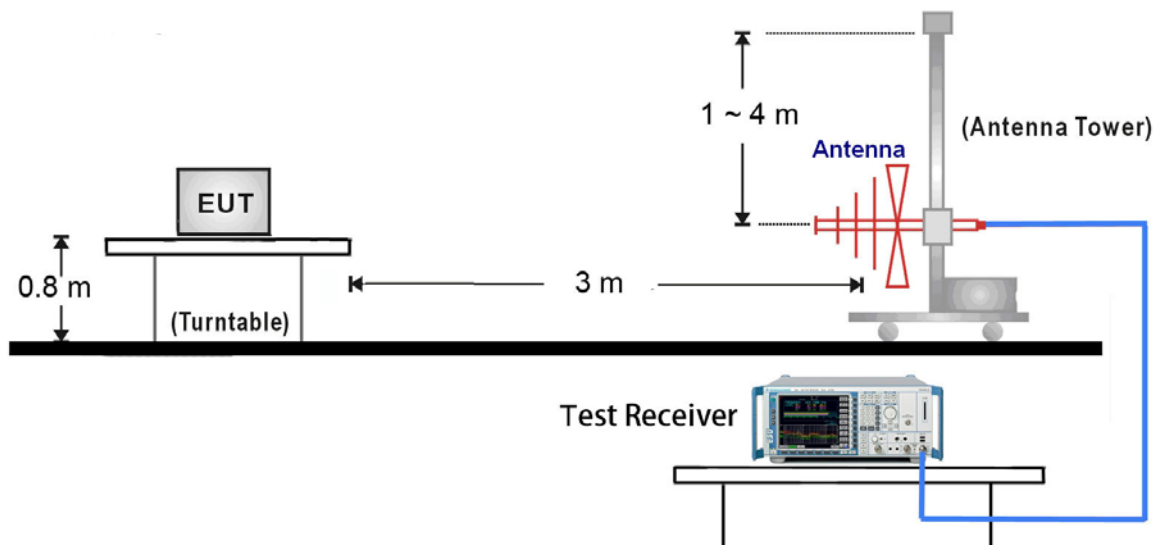 1 ~ 4 m
(Antenna Tower)
Antenna
EUT
0.8 m
3 m
(Turntable)
Test Receiver